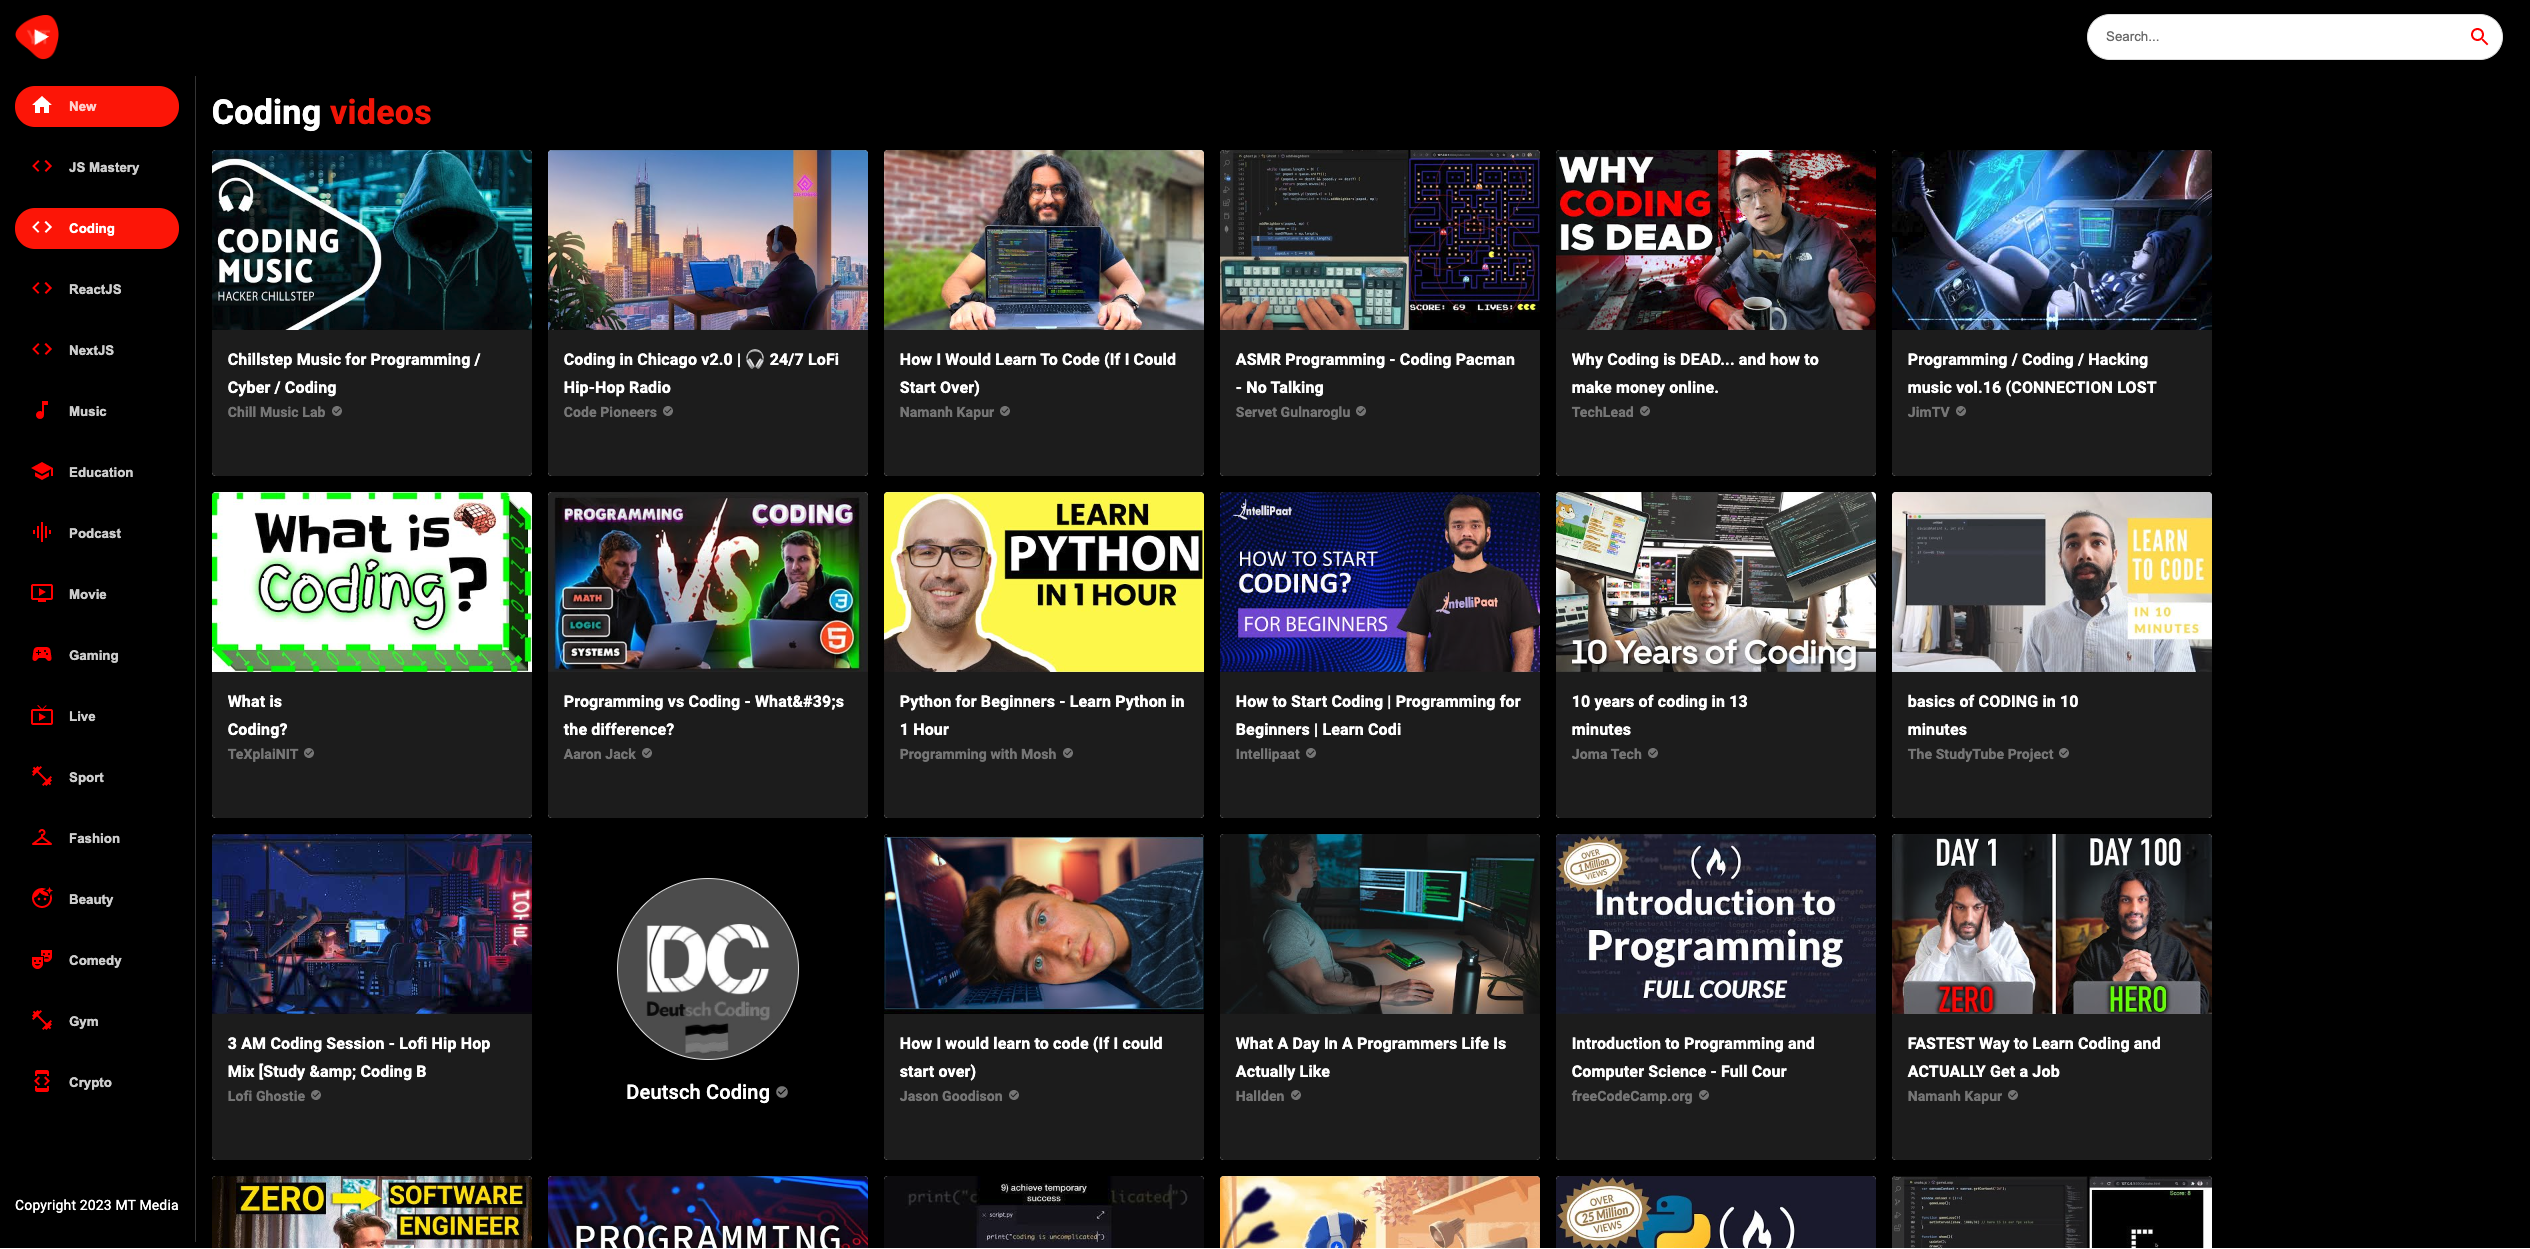 Search...
New
JS Mastery
Coding
ReactJS
NextJS
Music
Education
Podcast
Movie
Gaming
Live
Sport
Fashion
Beauty
Comedy
Gym
Crypto
Copyright 2023 MT Media
Coding videos
CODING
MUSIC
HACKER CHILLSTEP
Chillstep Music for Programming /
Cyber / Coding
Chill Music Lab
Coding in Chicago v2.0 | 🎧 24/7 LoFi
Hip-Hop Radio
Code Pioneers
How I Would Learn To Code (If I Could
Start Over)
Namanh Kapur
SCORE: 69 LIVES:
ASMR Programming - Coding Pacman
- No Talking
Servet Gulnaroglu
WHY
CODING
IS DEAD
Why Coding is DEAD... and how to
make money online.
TechLead
Programming / Coding / Hacking
music vol.16 (CONNECTION LOST
JimTV
What is
Coding?
What is
Coding?
TeXplaiNIT
PROGRAMMING
CODING
VS
MATH
LOGIC
SYSTEMS
3
5
Programming vs Coding - What&#39;s
the difference?
Aaron Jack
LEARN
PYTHON
IN 1 HOUR
Python for Beginners - Learn Python in
1 Hour
Programming with Mosh
IntelliPaat
HOW TO START
CODING?
FOR BEGINNERS
IntelliPaat
How to Start Coding | Programming for
Beginners | Learn Codi
Intellipaat
10 Years of Coding
10 years of coding in 13
minutes
Joma Tech
LEARN
TO CODE
IN 10
MINUTES
basics of CODING in 10
minutes
The StudyTube Project
3 AM Coding Session - Lofi Hip Hop
Mix [Study &amp; Coding B
Lofi Ghostie
DC
Deutsch Coding
Deutsch Coding
How I would learn to code (If I could
start over)
Jason Goodison
What A Day In A Programmers Life Is
Actually Like
Hallden
OVER
1 Million
VIEWS
Introduction to
Programming
FULL COURSE
Introduction to Programming and
Computer Science - Full Cour
freeCodeCamp.org
DAY 1
DAY 100
ZERO
HERO
FASTEST Way to Learn Coding and
ACTUALLY Get a Job
Namanh Kapur
ZERO
SOFTWARE
ENGINEER
PROGRAMMING
9) achieve temporary
success
script.py
print("coding is uncomplicated")
OVER
25 Million
VIEWS
Score: 8